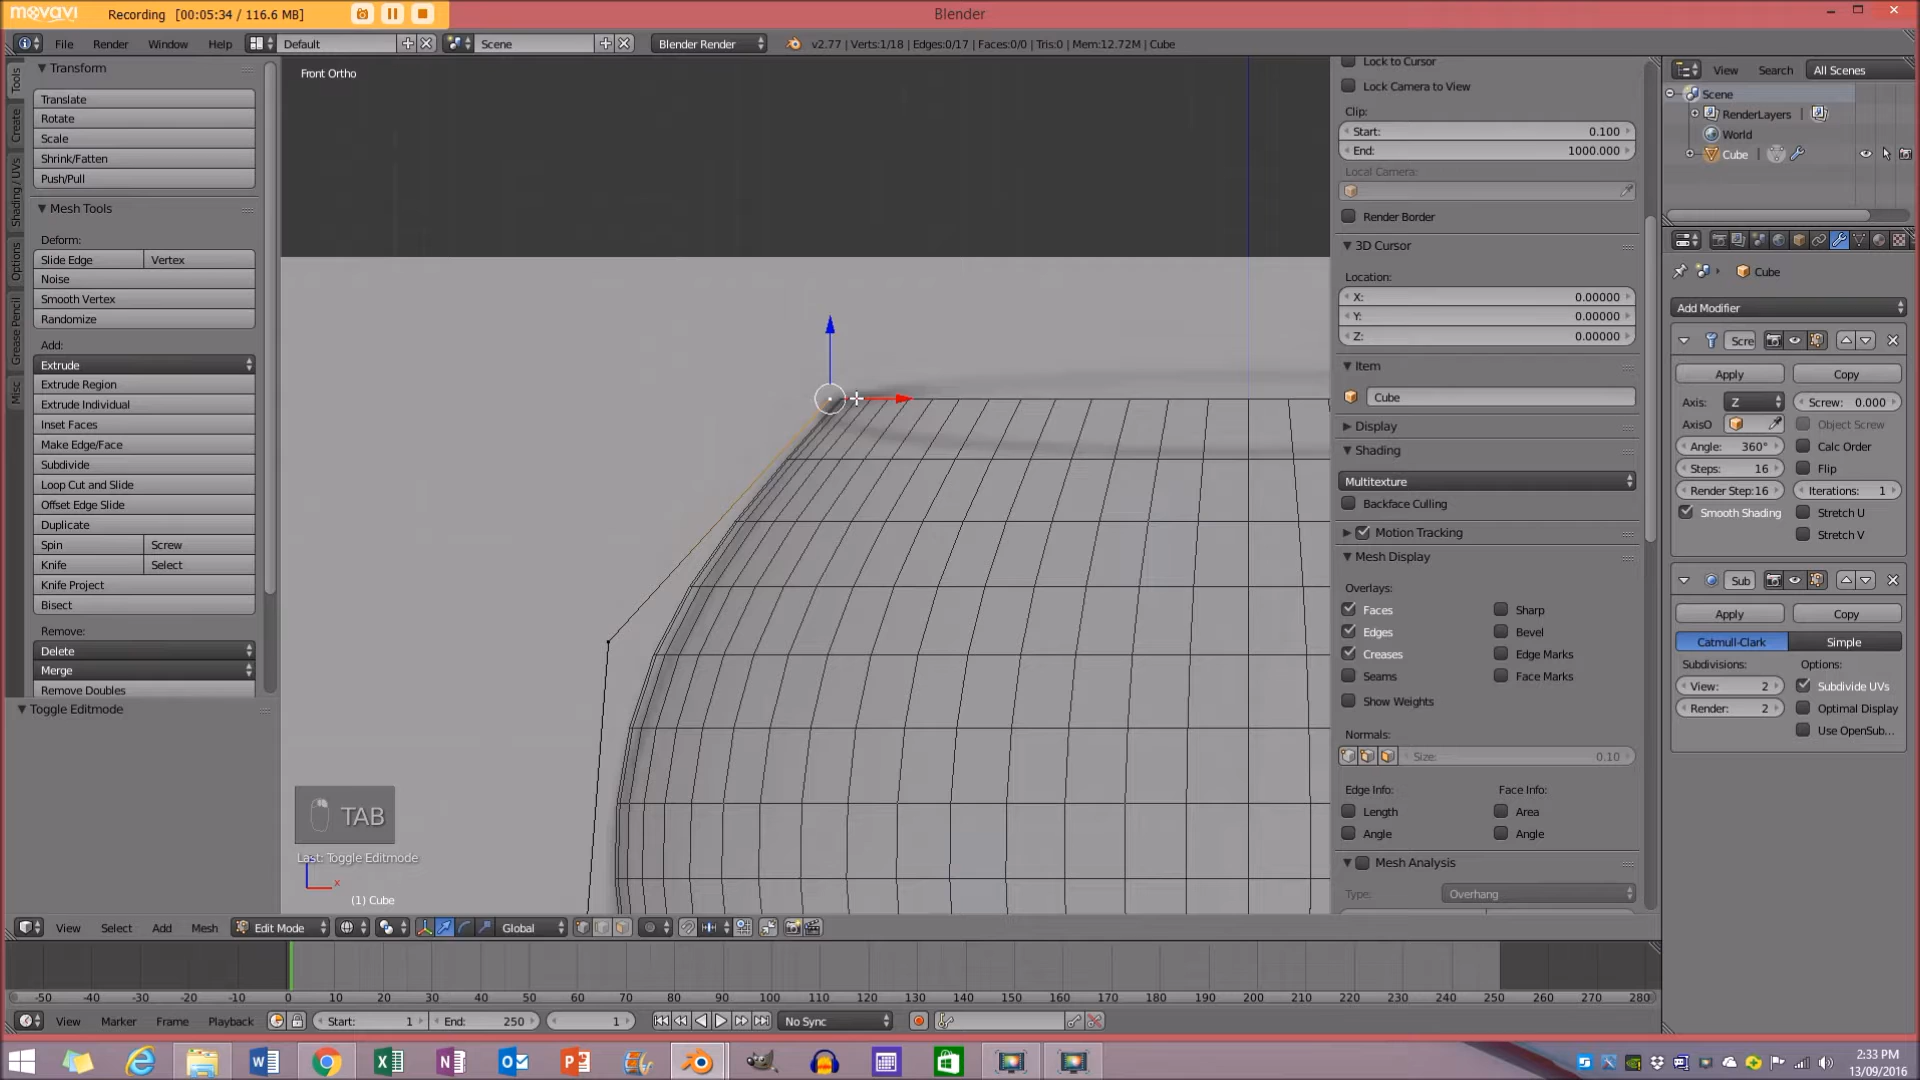 movavi
Recording [00:05:34 / 116.6 MB]
Blender
File Render Window Help Default Scene Blender Render v2.77 | Verts:1/18 | Edges:0/17 | Faces:0/0 | Tris:0 | Mem:12.72M | Cube
Tools
Create
Shading / UVs
Options
Grease Pencil
Misc
Transform
Translate
Rotate
Scale
Shrink/Fatten
Push/Pull
Mesh Tools
Deform:
Slide Edge Vertex
Noise
Smooth Vertex
Randomize
Add:
Extrude
Extrude Region
Extrude Individual
Inset Faces
Make Edge/Face
Subdivide
Loop Cut and Slide
Offset Edge Slide
Duplicate
Spin Screw
Knife Select
Knife Project
Bisect
Remove:
Delete
Merge
Remove Doubles
Toggle Editmode
Front Ortho
TAB
Last: Toggle Editmode
x
(1) Cube
Lock to Cursor
Lock Camera to View
Clip:
Start: 0.100
End: 1000.000
Local Camera:
Render Border
3D Cursor
Location:
X: 0.00000
Y: 0.00000
Z: 0.00000
Item
Cube
Display
Shading
Multitexture
Backface Culling
Motion Tracking
Mesh Display
Overlays:
Faces Sharp
Edges Bevel
Creases Edge Marks
Seams Face Marks
Show Weights
Normals:
Size: 0.10
Edge Info: Face Info:
Length Area
Angle Angle
Mesh Analysis
Type: Overhang
View Search All Scenes
Scene
RenderLayers |
World
Cube |
Cube
Add Modifier
Scre
Apply Copy
Axis: Z Screw: 0.000
AxisO Object Screw
Angle: 360° Calc Order
Steps: 16 Flip
Render Step:16 Iterations: 1
Smooth Shading Stretch U
Stretch V
Sub
Apply Copy
Catmull-Clark Simple
Subdivisions: Options:
View: 2 Subdivide UVs
Render: 2 Optimal Display
Use OpenSub...
View Select Add Mesh Edit Mode Global
-50 -40 -30 -20 -10 0 10 20 30 40 50 60 70 80 90 100 110 120 130 140 150 160 170 180 190 200 210 220 230 240 250 260 270 280
View Marker Frame Playback Start: 1 End: 250 1 No Sync
2:33 PM
13/09/2016